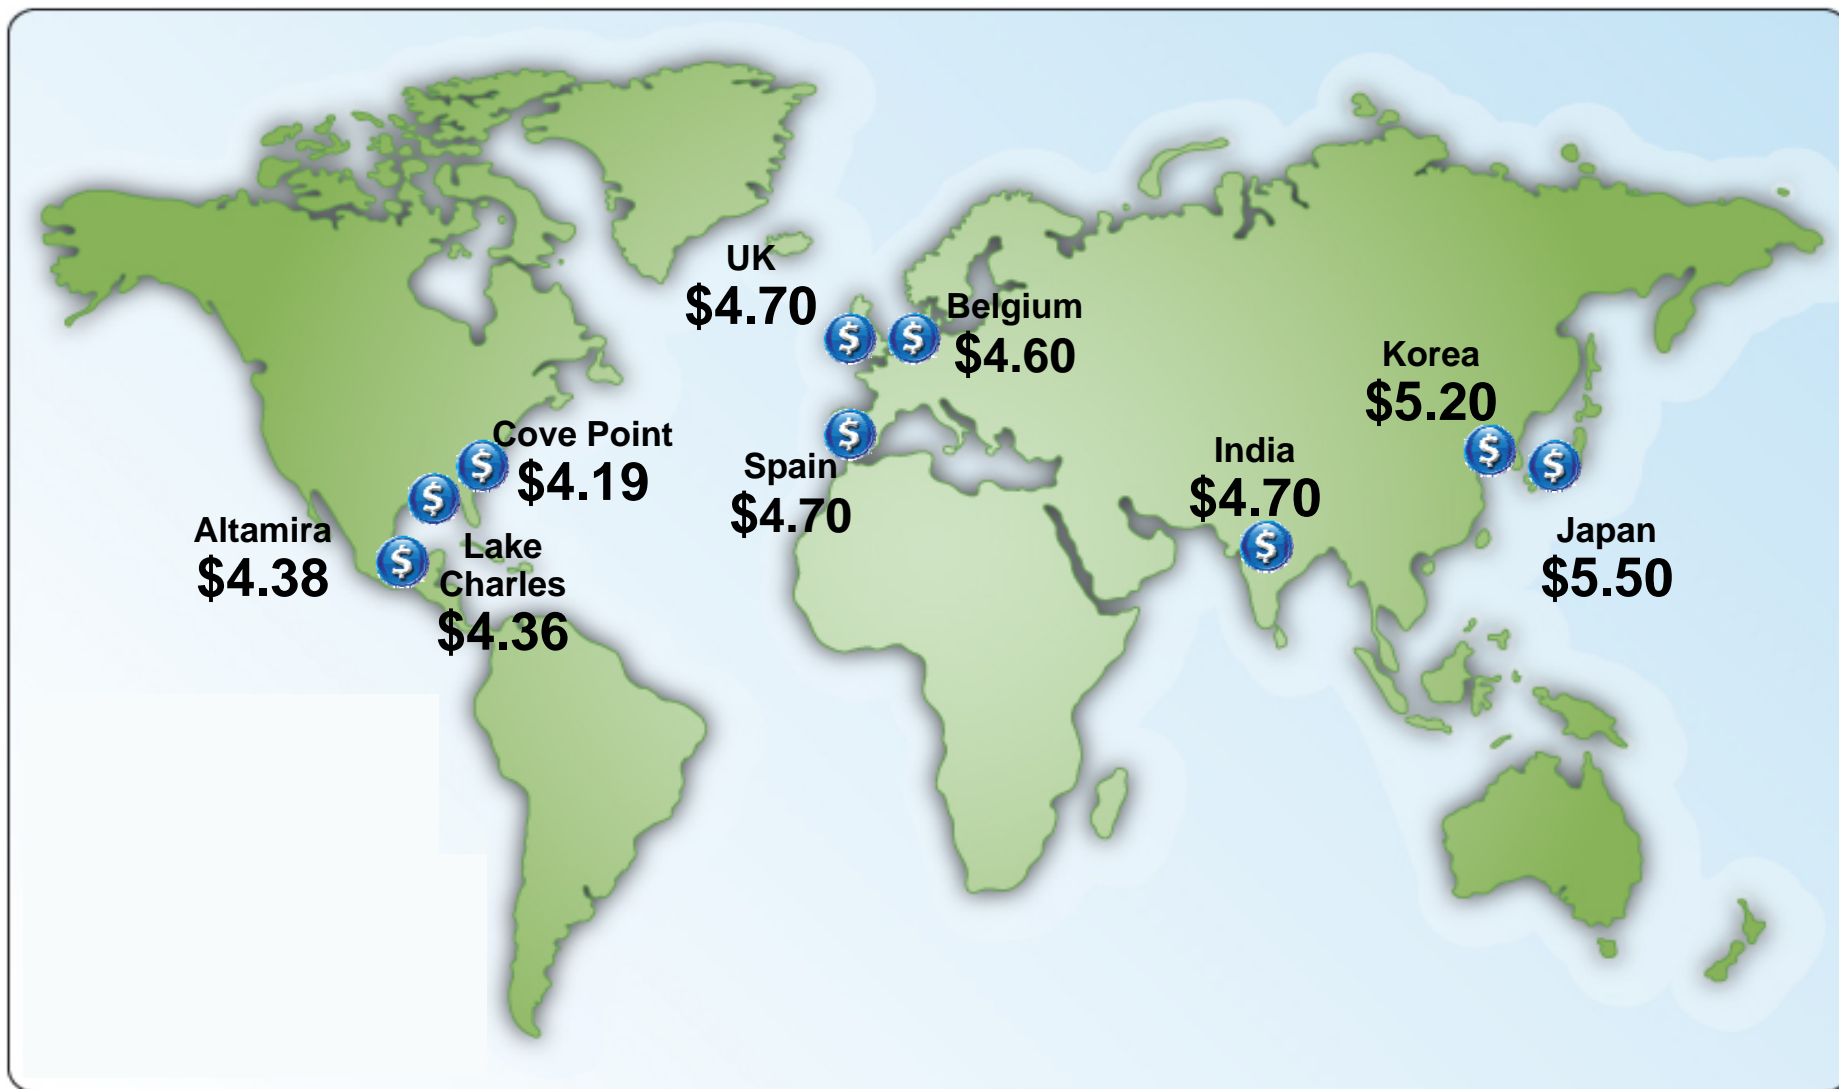 UK
$4.70
Belgium
$4.60
Korea
$5.20
Cove Point
$4.19
India
$4.70
Spain
$4.70
Altamira
$4.38
Lake
Charles
$4.36
Japan
$5.50
$
$
$
$
$
$
$
$
$